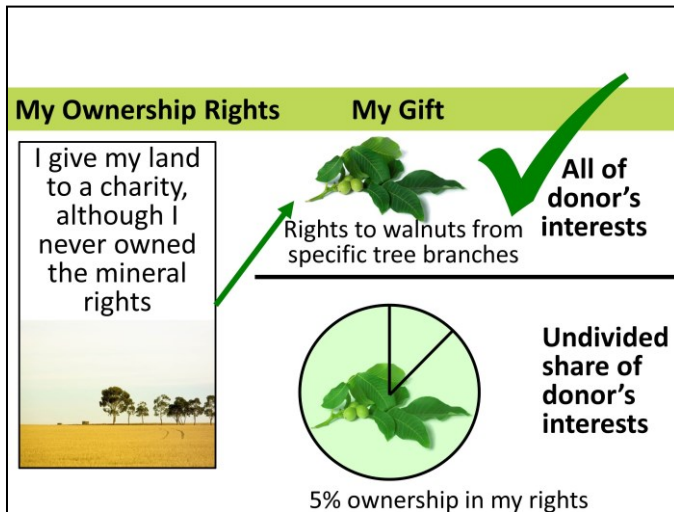 My Ownership Rights
My Gift
I give my land
to a charity,
although I
never owned
the mineral
rights
Rights to walnuts from
specific tree branches
All of
donor's
interests
Undivided
share of
donor's
interests
5% ownership in my rights